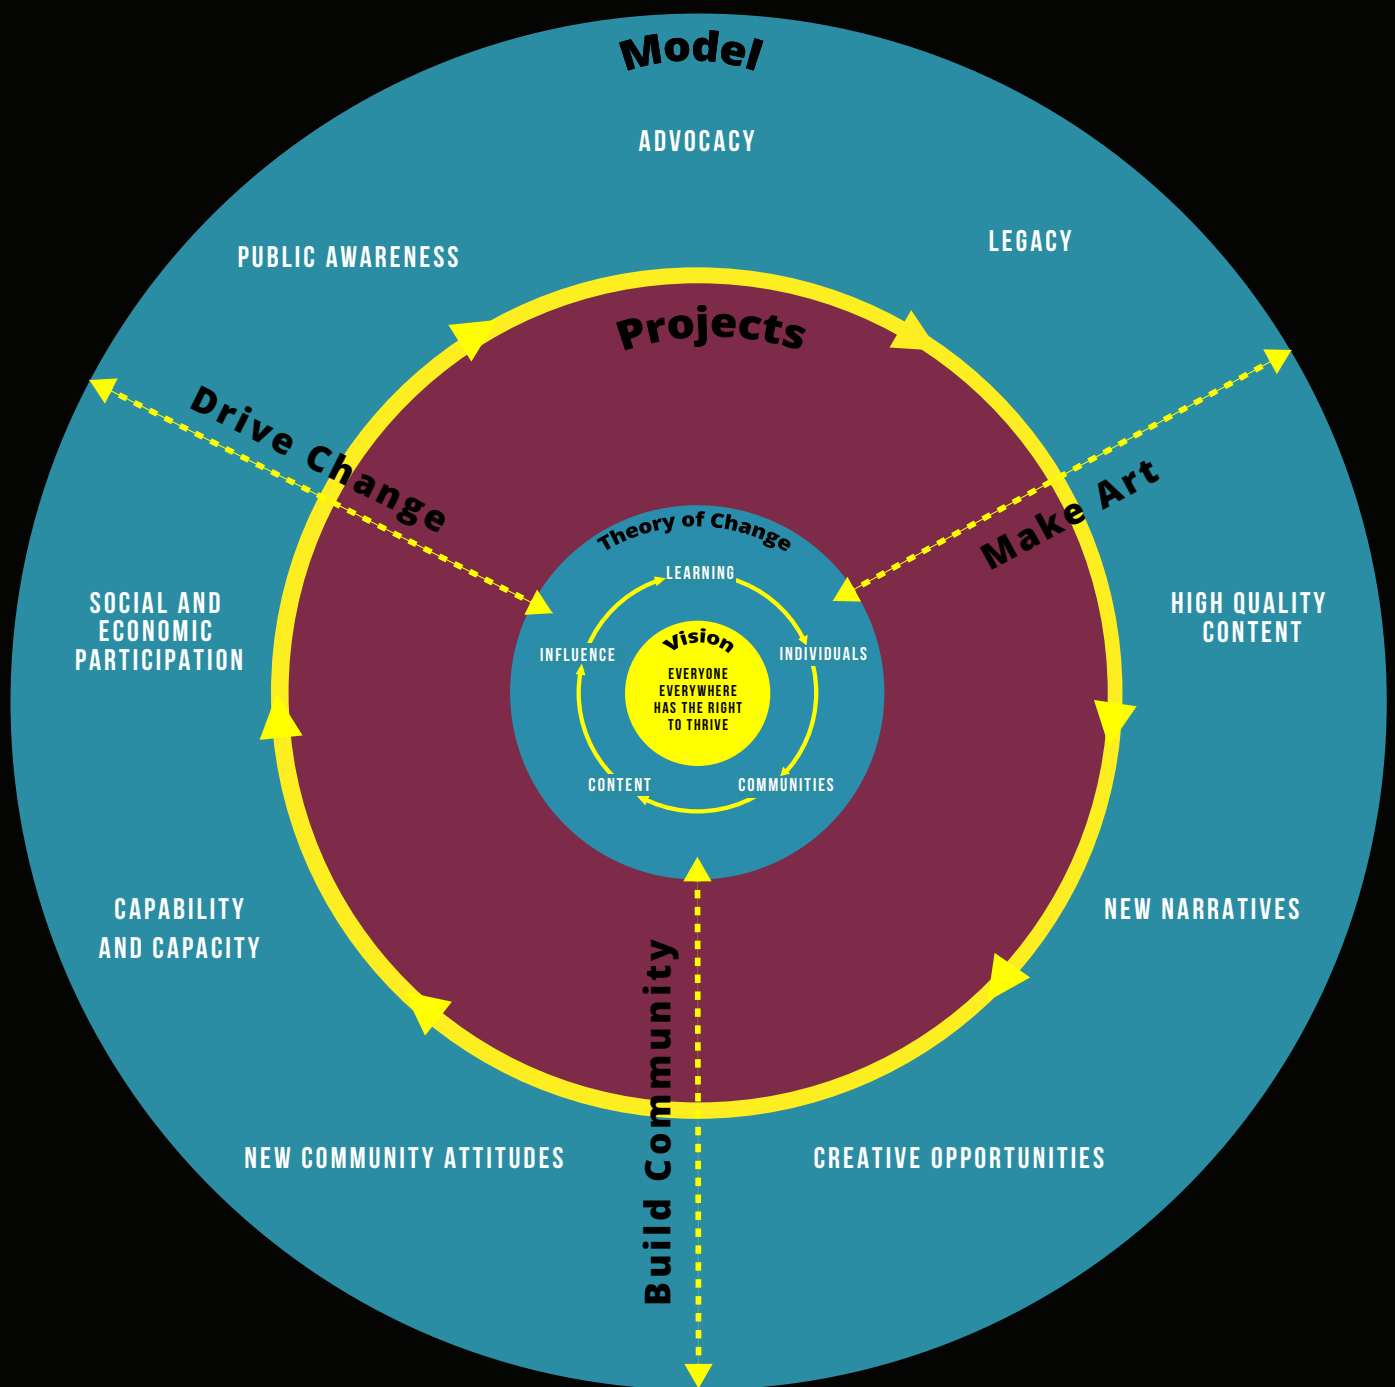 Model
ADVOCACY
LEGACY
PUBLIC AWARENESS
Projects
Drive Change
Make Art
Theory of Change
LEARNING
SOCIAL AND
ECONOMIC
PARTICIPATION
HIGH QUALITY
CONTENT
INFLUENCE
INDIVIDUALS
Vision
EVERYONE
EVERYWHERE
HAS THE RIGHT
TO THRIVE
CONTENT
COMMUNITIES
CAPABILITY
AND CAPACITY
NEW NARRATIVES
Build Community
NEW COMMUNITY ATTITUDES
CREATIVE OPPORTUNITIES